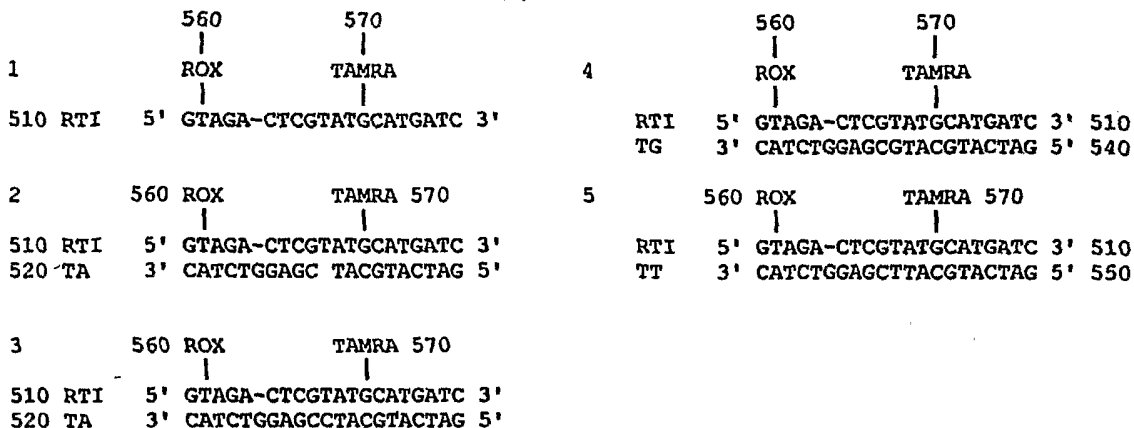 560 570
1 ROX TAMRA
510 RTI 5' GTAGA-CTCGTATGCATGATC 3'
2 560 ROX TAMRA 570
510 RTI 5' GTAGA-CTCGTATGCATGATC 3'
520 TA 3' CATCTGGAGC TACGTACTAG 5'
3 560 ROX TAMRA 570
510 RTI 5' GTAGA-CTCGTATGCATGATC 3'
520 TA 3' CATCTGGAGCCTACGTACTAG 5'
560 570
4 ROX TAMRA
RTI 5' GTAGA-CTCGTATGCATGATC 3' 510
TG 3' CATCTGGAGCGTACGTACTAG 5' 540
5 560 ROX TAMRA 570
RTI 5' GTAGA-CTCGTATGCATGATC 3' 510
TT 3' CATCTGGAGCTTACGTACTAG 5' 550